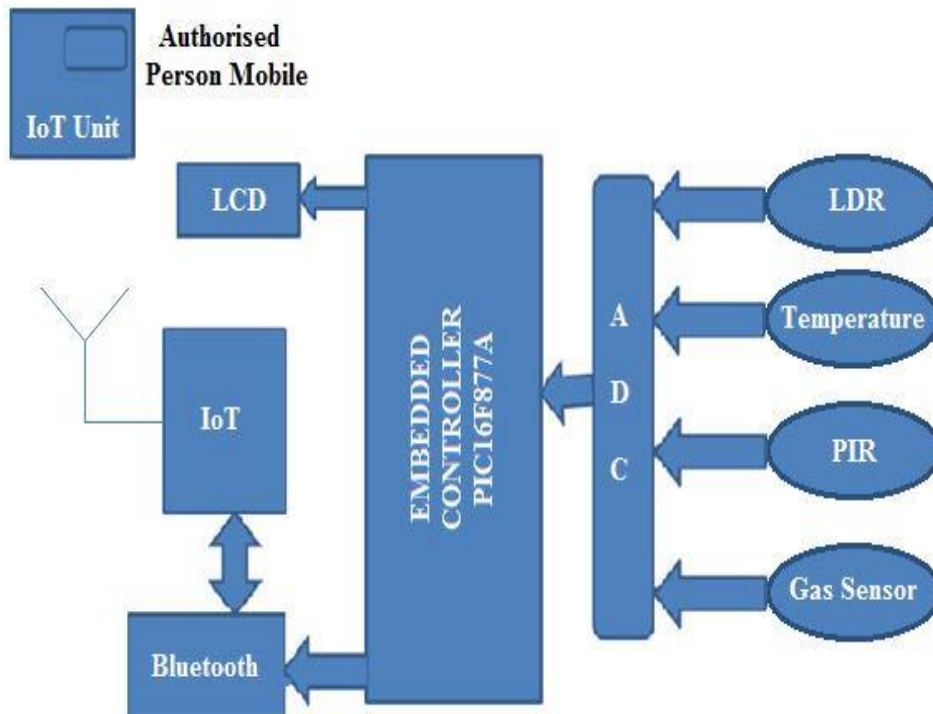 Authorised
Person Mobile
IoT Unit
LCD
LDR
Temperature
A
D
C
EMBEDDED
CONTROLLER
PIC16F877A
IoT
PIR
Gas Sensor
Bluetooth